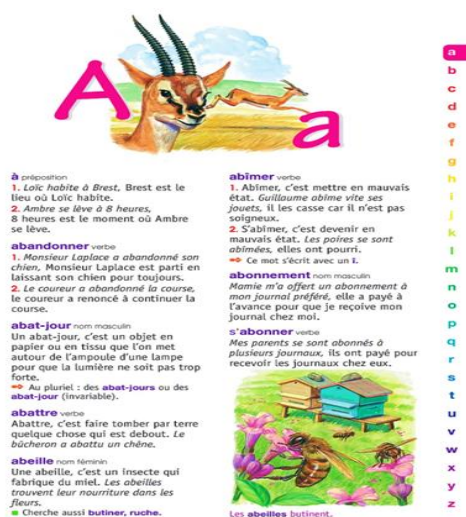 A a
à préposition
1. Loïc habite à Brest, Brest est le
lieu où Loïc habite.
2. Ambre se lève à 8 heures,
8 heures est le moment où Ambre
se lève.
abandonner verbe
1. Monsieur Laplace a abandonné son
chien, Monsieur Laplace est parti en
laissant son chien pour toujours.
2. Le coureur a abandonné la course,
le coureur a renoncé à continuer la
course.
abat-jour nom masculin
Un abat-jour, c'est un objet en
papier ou en tissu que l'on met
autour de l'ampoule d'une lampe
pour que la lumière ne soit pas trop
forte.
➡ Au pluriel : des abat-jours ou des
abat-jour (invariable).
abattre verbe
Abattre, c'est faire tomber par terre
quelque chose qui est debout. Le
bûcheron a abattu un chêne.
abeille nom féminin
Une abeille, c'est un insecte qui
fabrique du miel. Les abeilles
trouvent leur nourriture dans les
fleurs.
■ Cherche aussi butiner, ruche.
abîmer verbe
1. Abîmer, c'est mettre en mauvais
état. Guillaume abîme vite ses
jouets, il les casse car il n'est pas
soigneux.
2. S'abîmer, c'est devenir en
mauvais état. Les poires se sont
abîmées, elles ont pourri.
➡ Ce mot s'écrit avec un î.
abonnement nom masculin
Mamie m'a offert un abonnement à
mon journal préféré, elle a payé à
l'avance pour que je reçoive mon
journal chez moi.
s'abonner verbe
Mes parents se sont abonnés à
plusieurs journaux, ils ont payé pour
recevoir les journaux chez eux.
Les abeilles butinent.
a
b
c
d
e
f
g
h
i
j
k
l
m
n
o
p
q
r
s
t
u
v
w
x
y
z